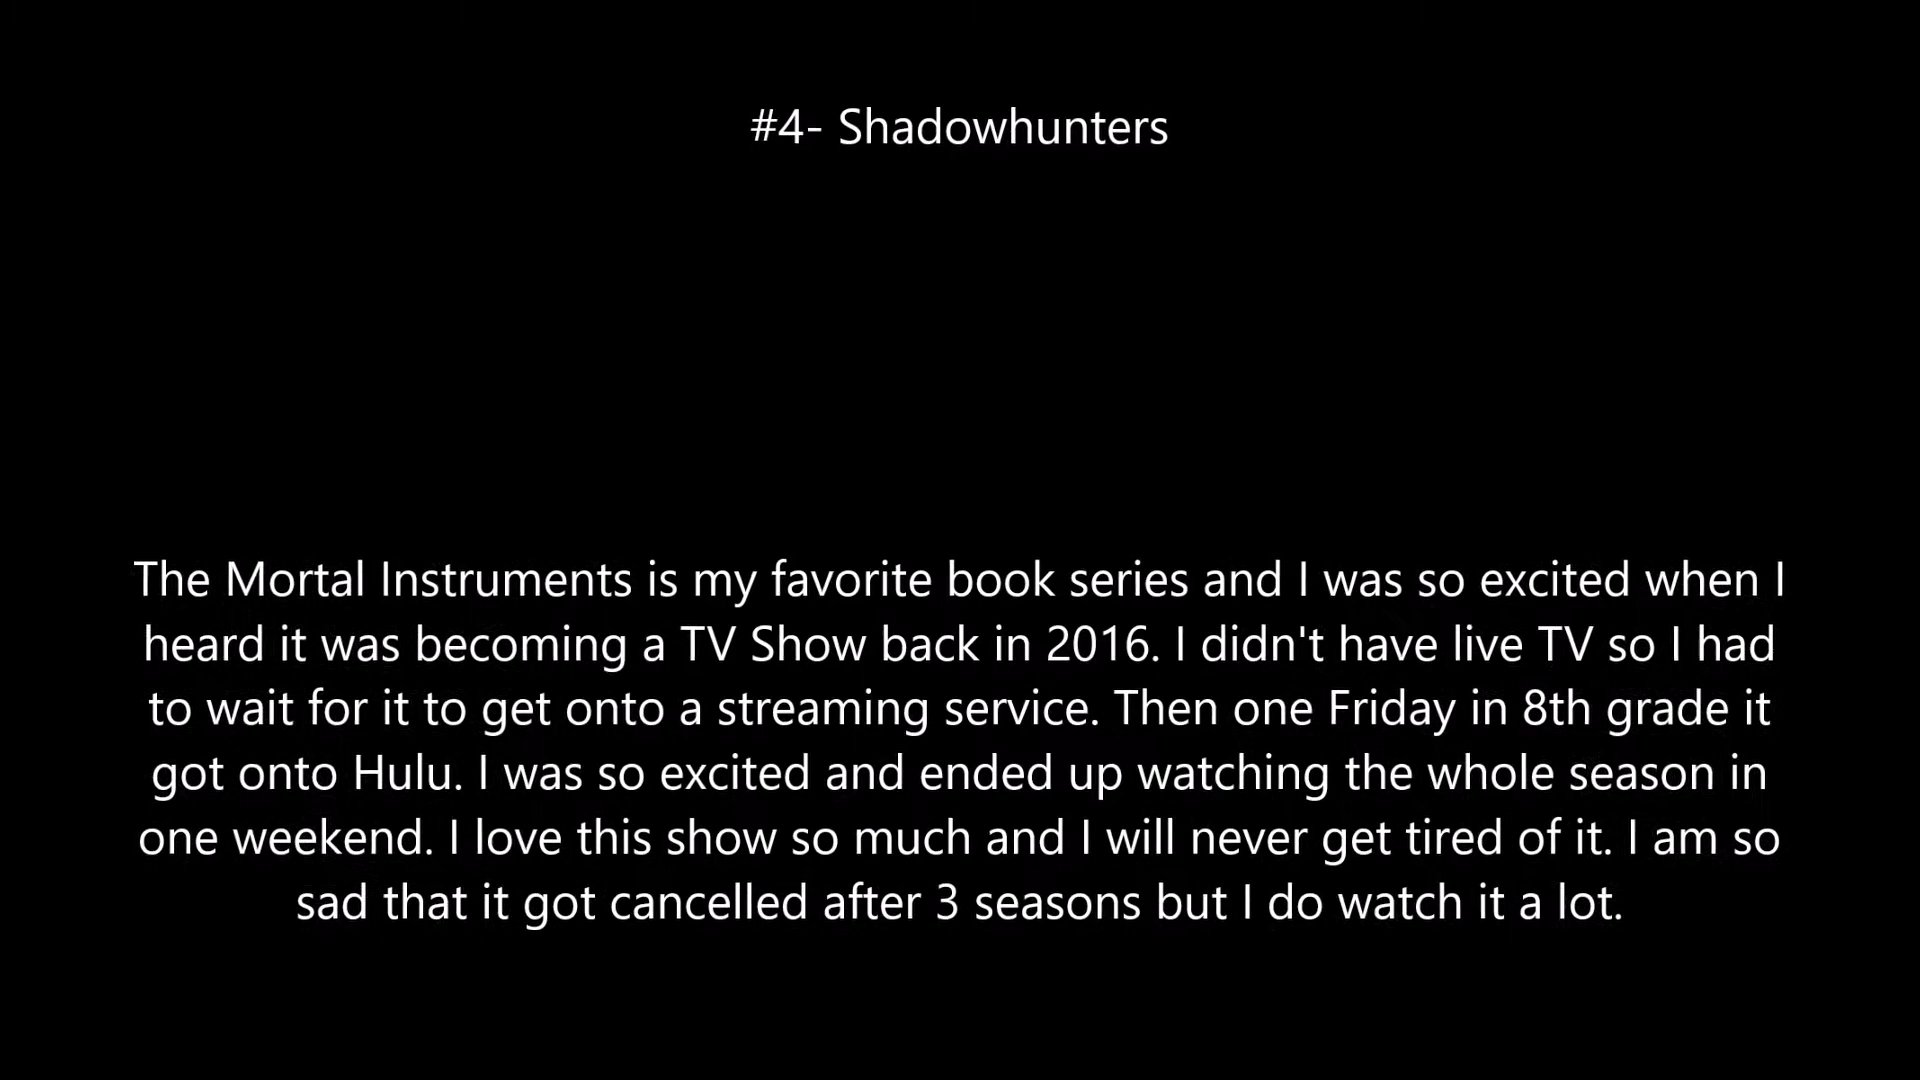 #4- Shadowhunters
The Mortal Instruments is my favorite book series and I was so excited when I
heard it was becoming a TV Show back in 2016. I didn't have live TV so I had
to wait for it to get onto a streaming service. Then one Friday in 8th grade it
got onto Hulu. I was so excited and ended up watching the whole season in
one weekend. I love this show so much and I will never get tired of it. I am so
sad that it got cancelled after 3 seasons but I do watch it a lot.